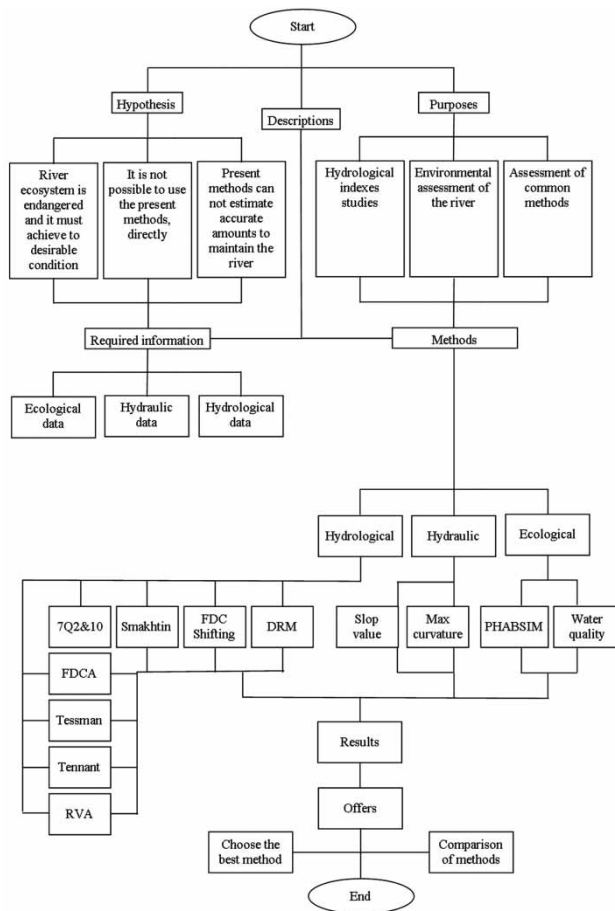 Start
Hypothesis
Descriptions
Purposes
River
ecosystem is
endangered
and it must
achieve to
desirable
condition
It is not
possible to use
the present
methods,
directly
Present
methods can
not estimate
accurate
amounts to
maintain the
river
Hydrological
indexes
studies
Environmental
assessment of
the river
Assessment of
common
methods
Required information
Methods
Ecological
data
Hydraulic
data
Hydrological
data
Hydrological
Hydraulic
Ecological
7Q2&10
Smakhtin
FDC
Shifting
DRM
Slop
value
Max
curvature
PHABSIM
Water
quality
FDCA
Tessman
Tennant
RVA
Results
Offers
Choose the
best method
Comparison
of methods
End